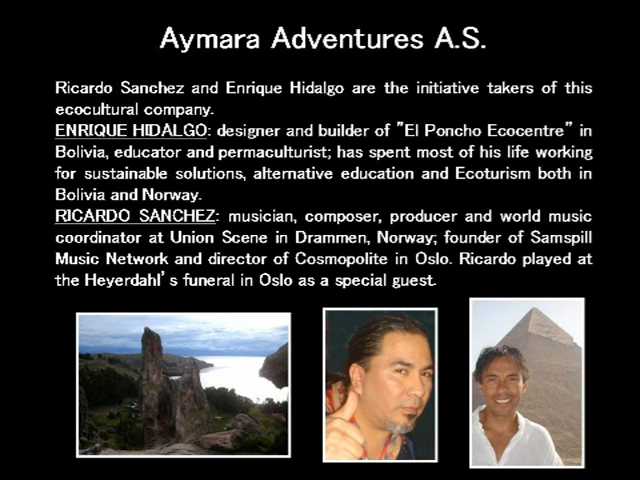 Aymara Adventures A.S.
Ricardo Sanchez and Enrique Hidalgo are the initiative takers of this
ecocultural company.
ENRIQUE HIDALGO: designer and builder of "El Poncho Ecocentre" in
Bolivia, educator and permaculturist; has spent most of his life working
for sustainable solutions, alternative education and Ecoturism both in
Bolivia and Norway.
RICARDO SANCHEZ: musician, composer, producer and world music
coordinator at Union Scene in Drammen, Norway; founder of Samspill
Music Network and director of Cosmopolite in Oslo. Ricardo played at
the Heyerdahl's funeral in Oslo as a special guest.